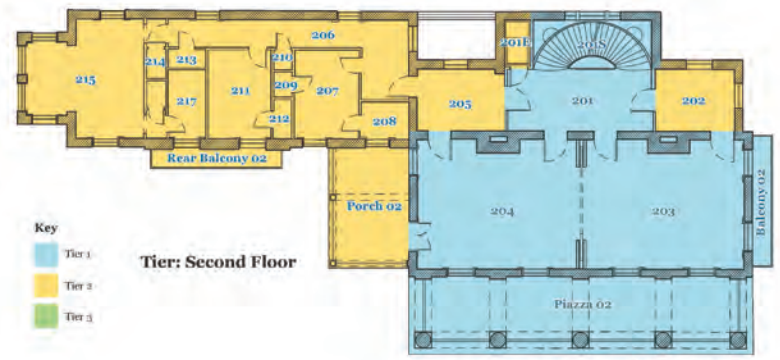 206
201E
201S
215
214
213
210
209
211
217
212
207
208
205
201
202
Rear Balcony 02
Porch 02
204
203
Balcony 02
Piazza 02
Key
Tier 1
Tier 2
Tier 3
Tier: Second Floor